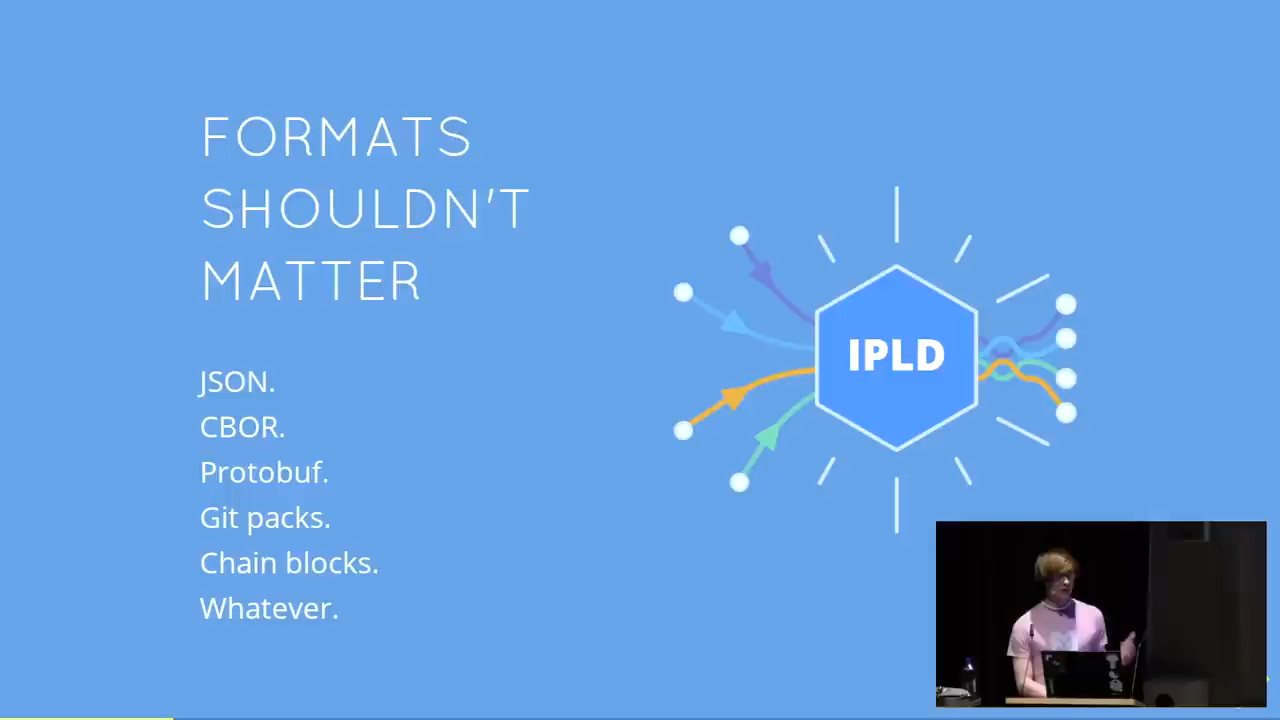 FORMATS
SHOULDN'T
MATTER
JSON.
CBOR.
Protobuf.
Git packs.
Chain blocks.
Whatever.
IPLD